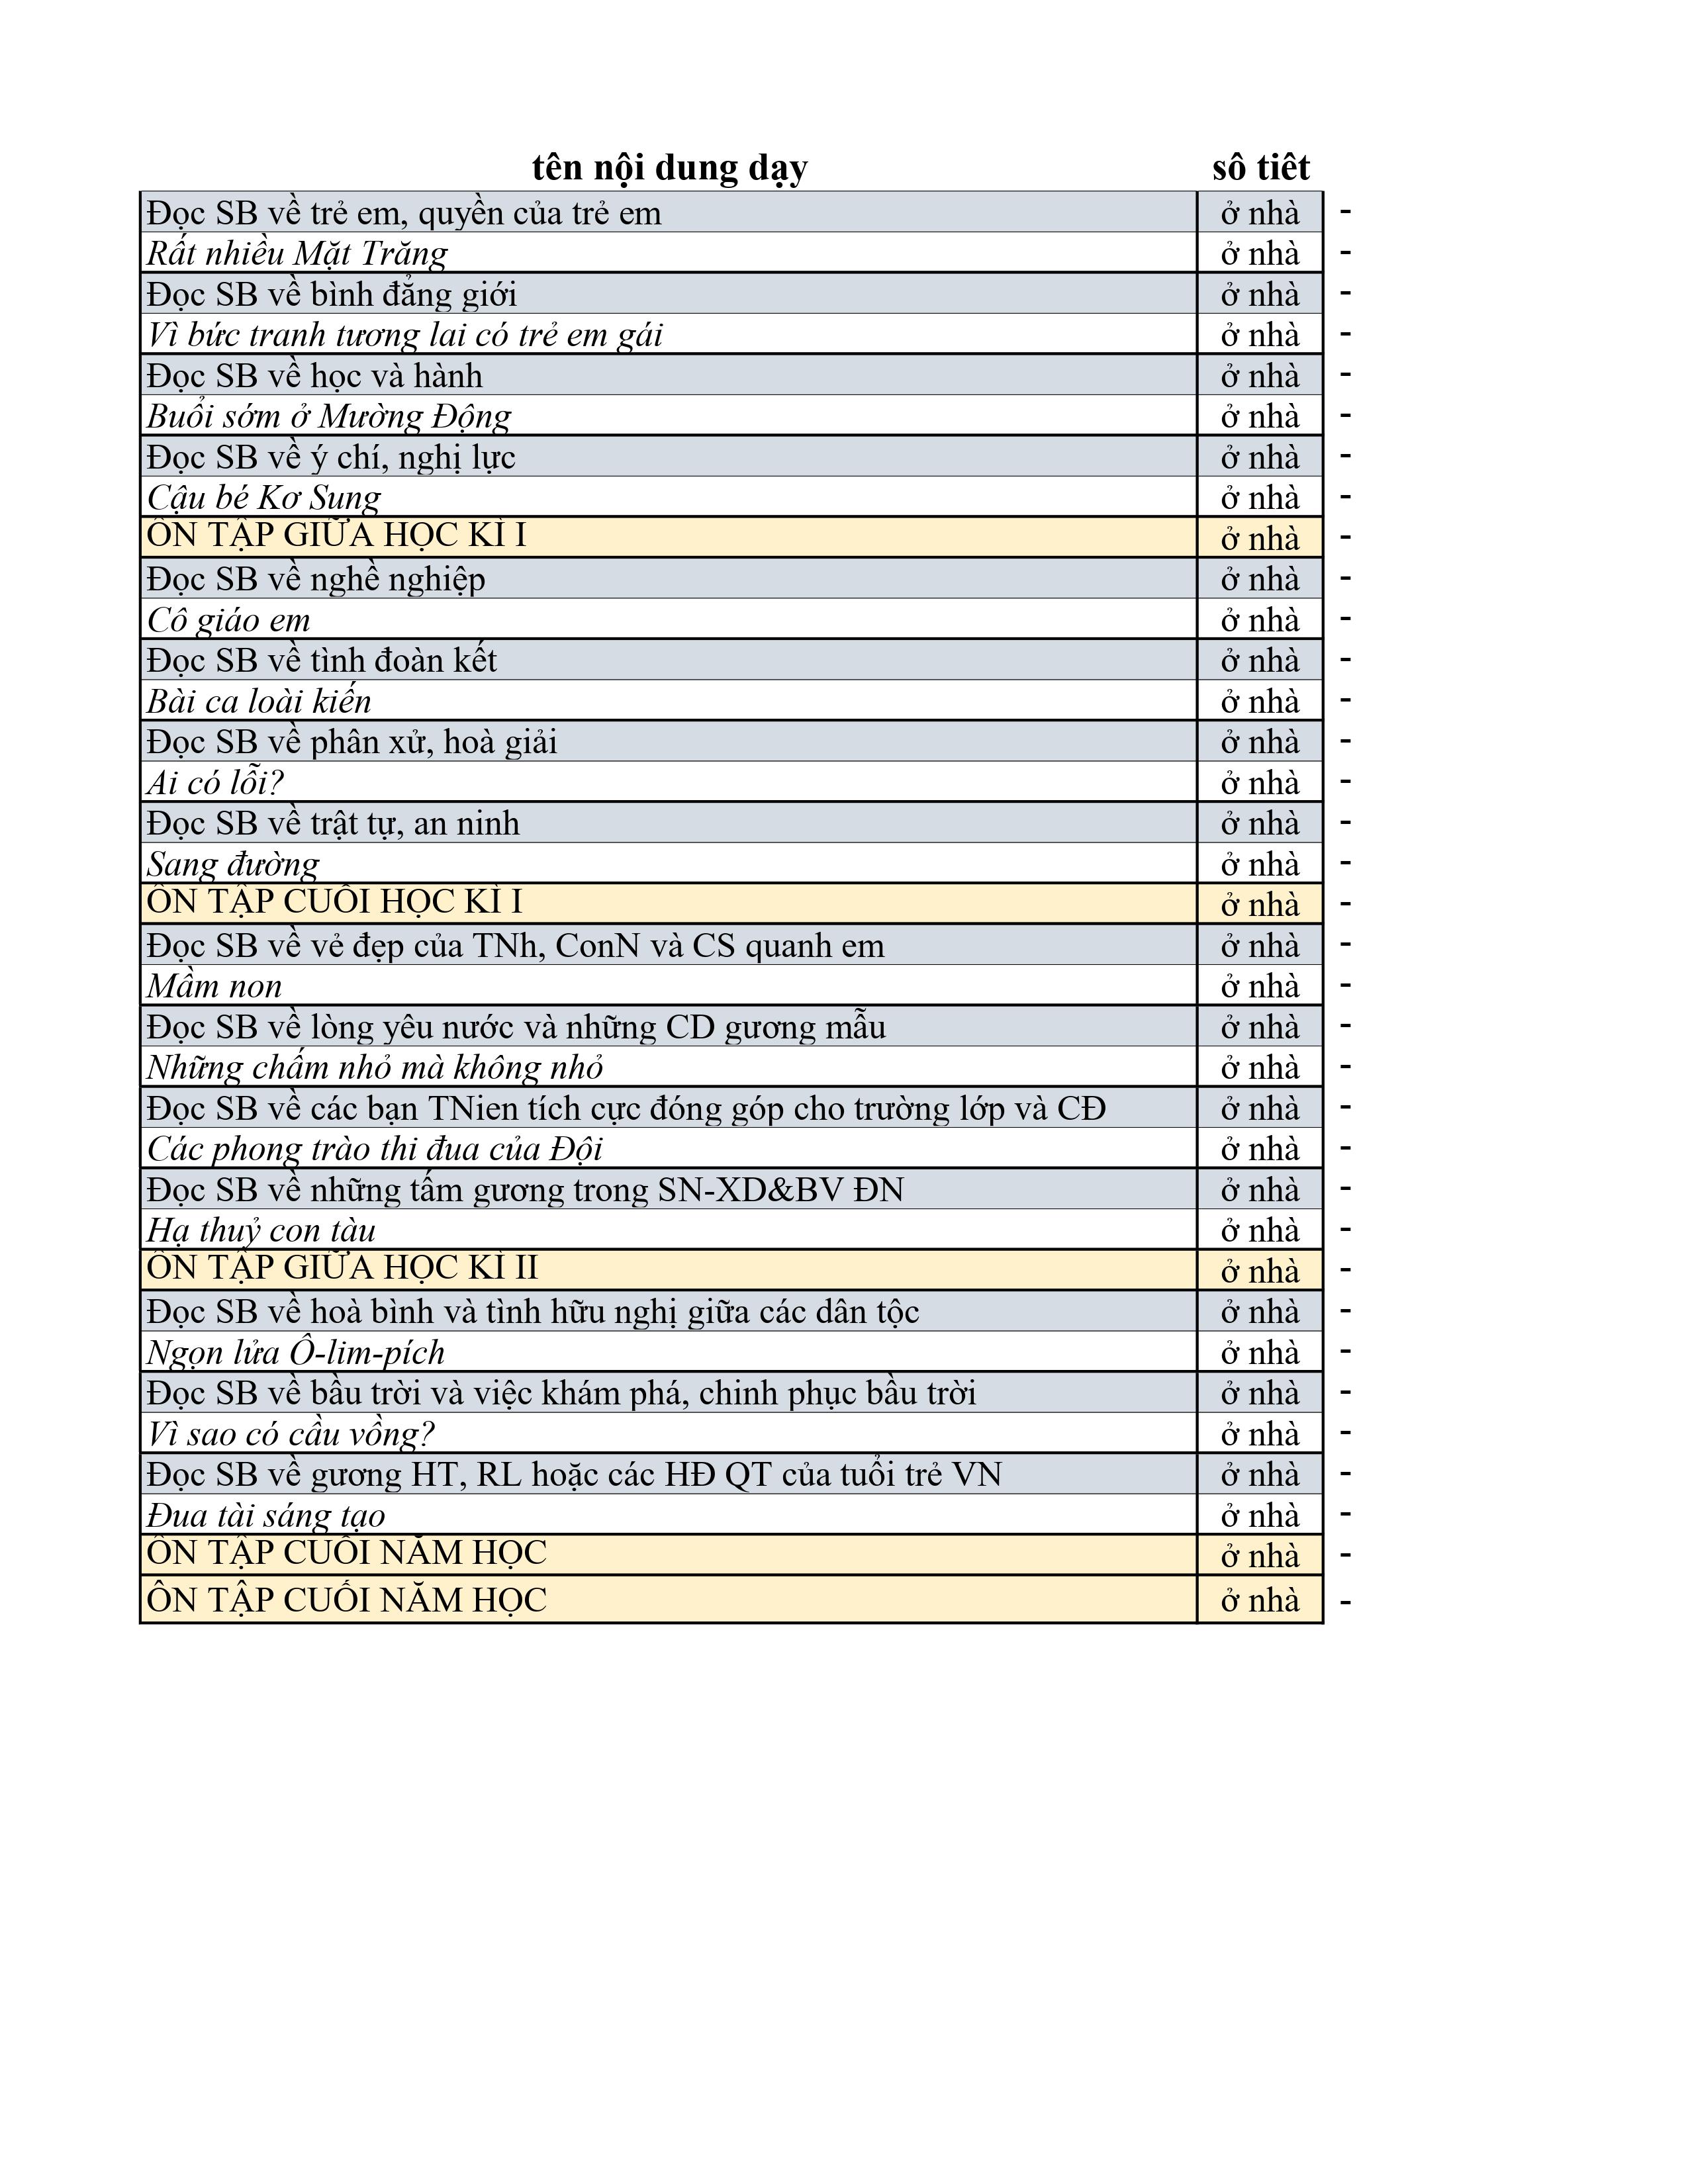 tên nội dung dạy số tiết
Đọc SB về trẻ em, quyền của trẻ em ở nhà -
Rất nhiều Mặt Trăng ở nhà -
Đọc SB về bình đẳng giới ở nhà -
Vì bức tranh tương lai có trẻ em gái ở nhà -
Đọc SB về học và hành ở nhà -
Buổi sớm ở Mường Động ở nhà -
Đọc SB về ý chí, nghị lực ở nhà -
Cậu bé Kơ Sung ở nhà -
ÔN TẬP GIỮA HỌC KÌ I ở nhà -
Đọc SB về nghề nghiệp ở nhà -
Cô giáo em ở nhà -
Đọc SB về tình đoàn kết ở nhà -
Bài ca loài kiến ở nhà -
Đọc SB về phân xử, hoà giải ở nhà -
Ai có lỗi? ở nhà -
Đọc SB về trật tự, an ninh ở nhà -
Sang đường ở nhà -
ÔN TẬP CUỐI HỌC KÌ I ở nhà -
Đọc SB về vẻ đẹp của TNh, ConN và CS quanh em ở nhà -
Mầm non ở nhà -
Đọc SB về lòng yêu nước và những CD gương mẫu ở nhà -
Những chấm nhỏ mà không nhỏ ở nhà -
Đọc SB về các bạn TNien tích cực đóng góp cho trường lớp và CĐ ở nhà -
Các phong trào thi đua của Đội ở nhà -
Đọc SB về những tấm gương trong SN-XD&BV ĐN ở nhà -
Hạ thuỷ con tàu ở nhà -
ÔN TẬP GIỮA HỌC KÌ II ở nhà -
Đọc SB về hoà bình và tình hữu nghị giữa các dân tộc ở nhà -
Ngọn lửa Ô-lim-pích ở nhà -
Đọc SB về bầu trời và việc khám phá, chinh phục bầu trời ở nhà -
Vì sao có cầu vồng? ở nhà -
Đọc SB về gương HT, RL hoặc các HĐ QT của tuổi trẻ VN ở nhà -
Đua tài sáng tạo ở nhà -
ÔN TẬP CUỐI NĂM HỌC ở nhà -
ÔN TẬP CUỐI NĂM HỌC ở nhà -